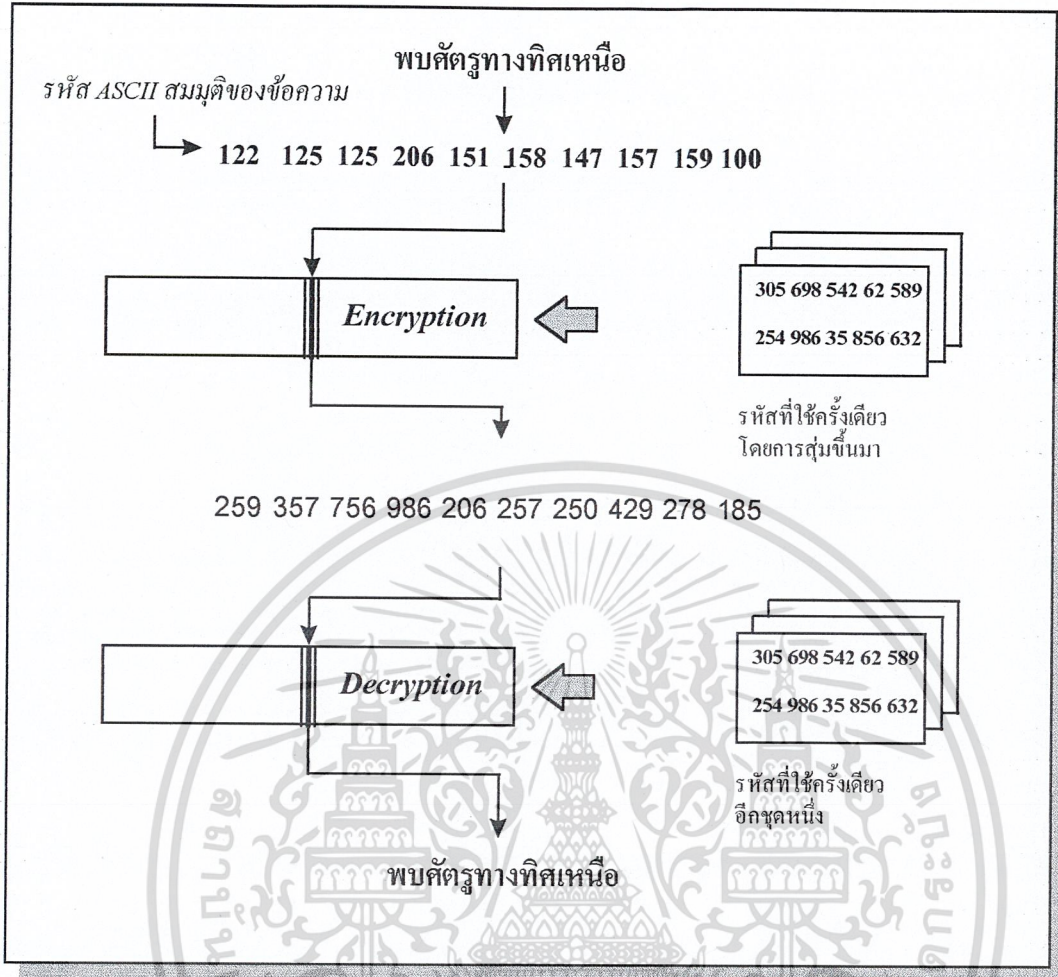 พบศัตรูทางทิศเหนือ
รหัส ASCII สมมุติของข้อความ
122 125 125 206 151 158 147 157 159 100
Encryption
305 698 542 62 589
254 986 35 856 632
รหัสที่ใช้ครั้งเดียว
โดยการสุ่มขึ้นมา
259 357 756 986 206 257 250 429 278 185
Decryption
305 698 542 62 589
254 986 35 856 632
รหัสที่ใช้ครั้งเดียว
อีกชุดหนึ่ง
พบศัตรูทางทิศเหนือ